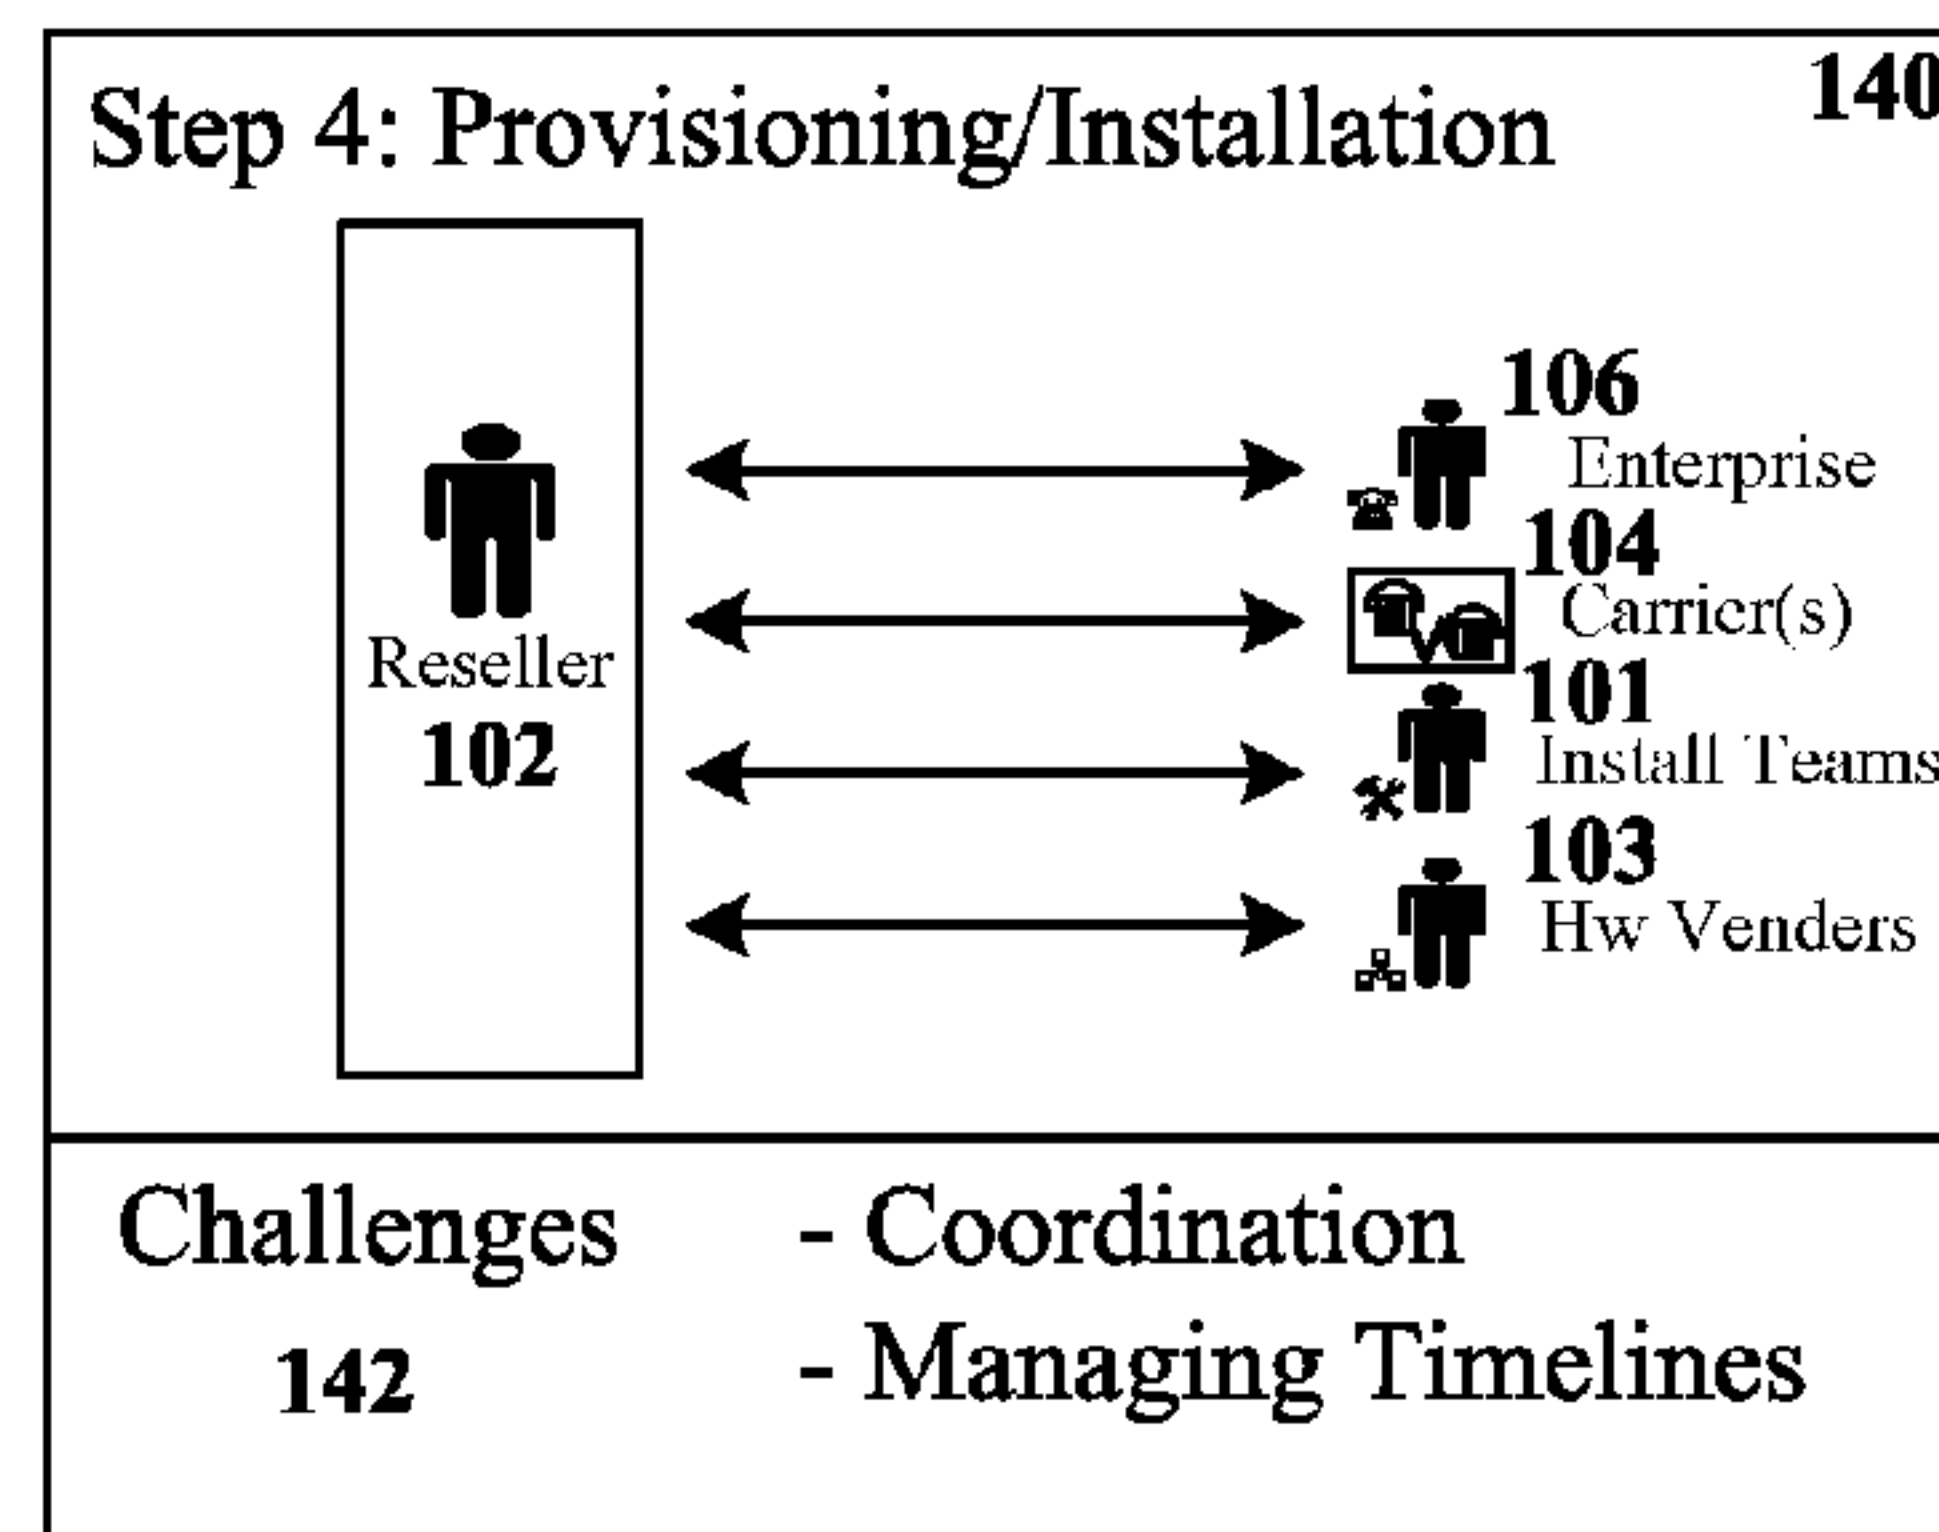 140
Step 4: Provisioning/Installation
106
Enterprise
104
Carrier(s)
101
Reseller
102
Install Teams
103
Hw Venders
Challenges - Coordination
142 - Managing Timelines